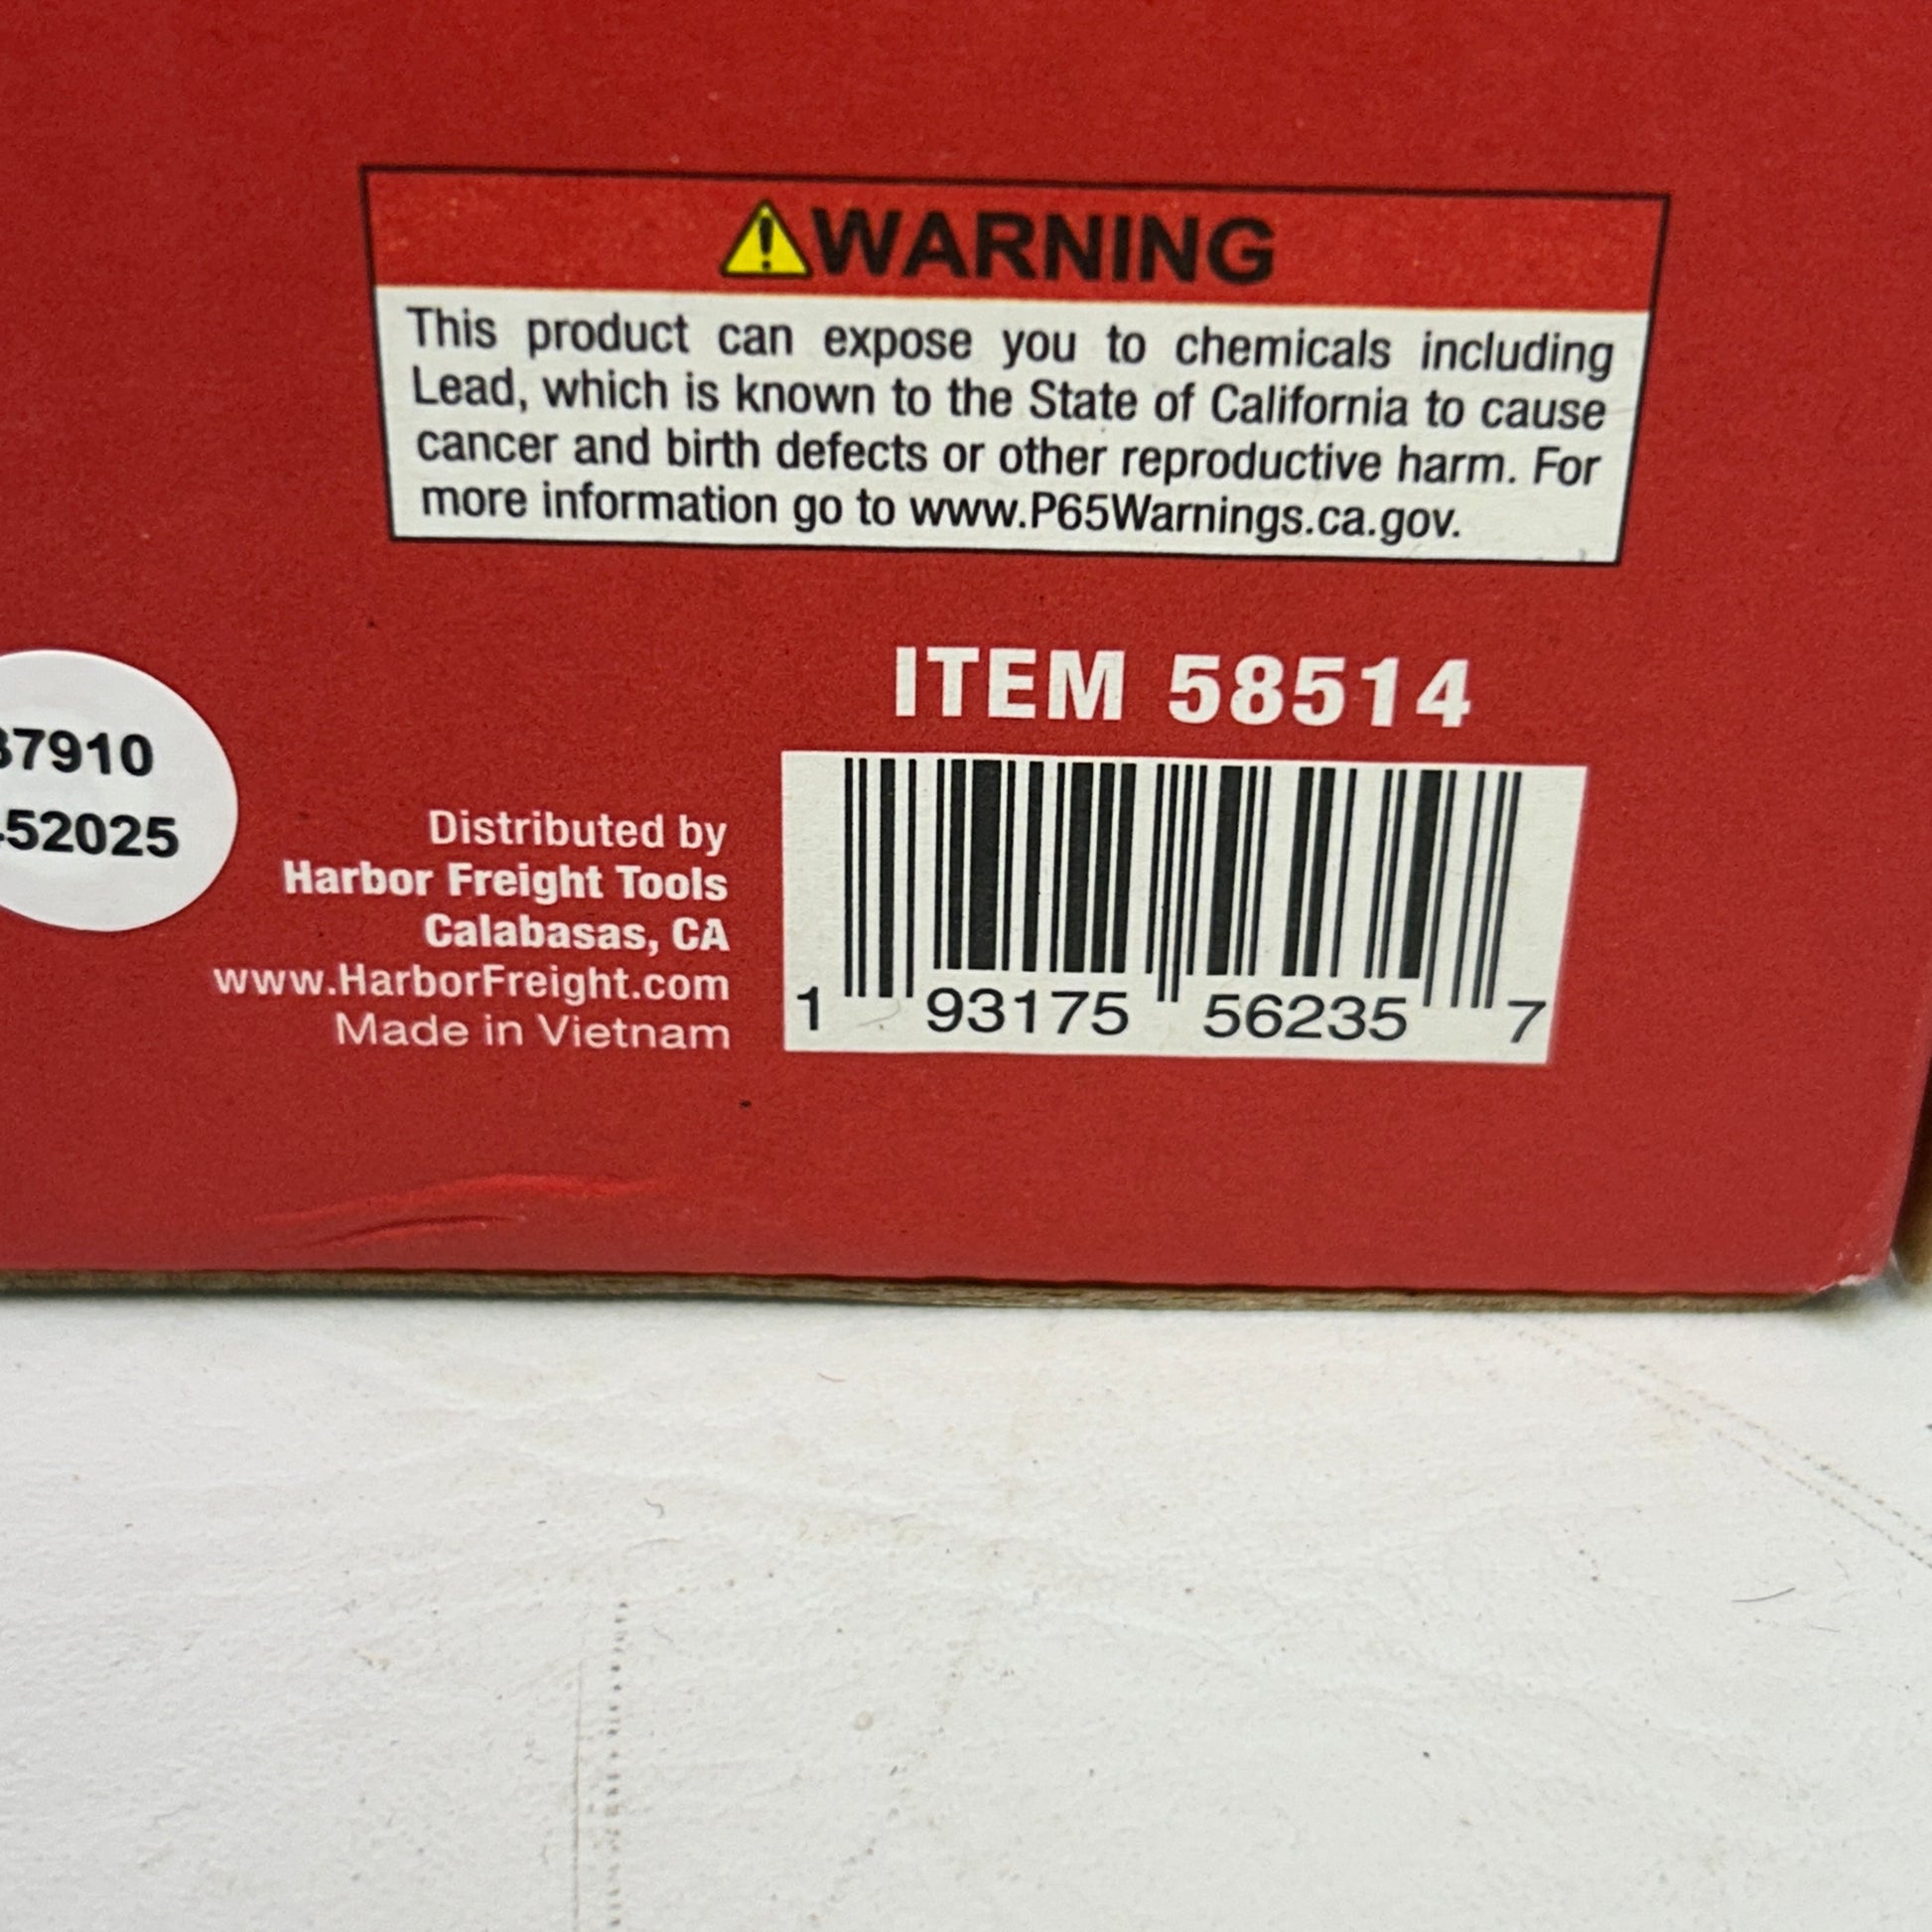 WARNING
This product can expose you to chemicals including
Lead, which is known to the State of California to cause
cancer and birth defects or other reproductive harm. For
more information go to www.P65Warnings.ca.gov.
ITEM 58514
7910
52025
Distributed by
Harbor Freight Tools
Calabasas, CA
www.HarborFreight.com
Made in Vietnam
1 93175 56235 7